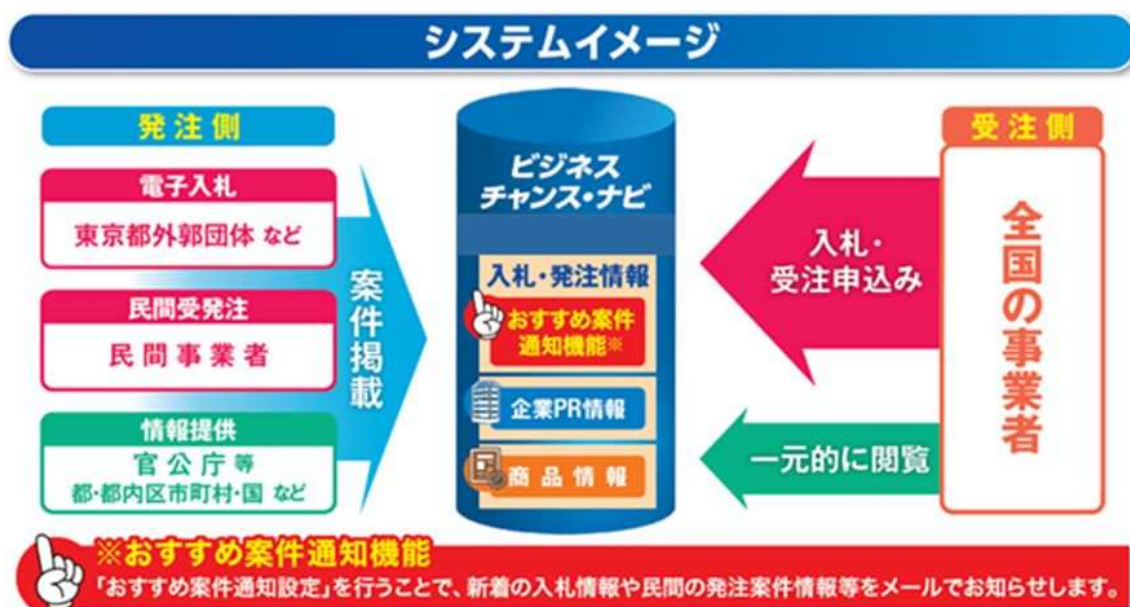 システムイメージ
発注側
電子入札
東京都外郭団体 など
民間受発注
民間事業者
情報提供
官公庁等
都・都内区市町村・国 など
案件掲載
ビジネス
チャンス・ナビ
入札・発注情報
おすすめ案件
通知機能※
企業PR情報
商品情報
受注側
全国の事業者
入札・
受注申込み
一元的に閲覧
※おすすめ案件通知機能
「おすすめ案件通知設定」を行うことで、新着の入札情報や民間の発注案件情報等をメールでお知らせします。